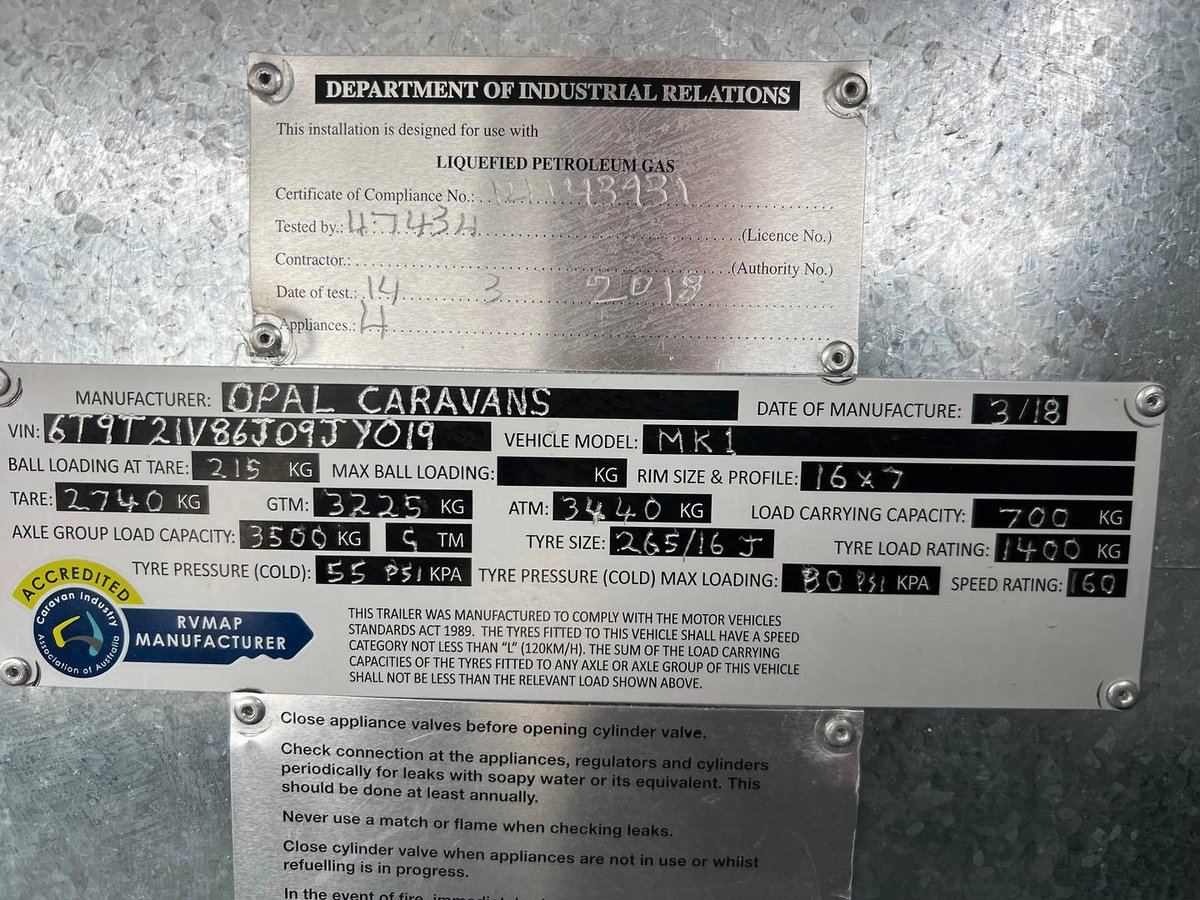 DEPARTMENT OF INDUSTRIAL RELATIONS
This installation is designed for use with
LIQUEFIED PETROLEUM GAS
Certificate of Compliance No.: 14143931
Tested by.: 47434 (Licence No.)
Contractor.: (Authority No.)
Date of test.: 14 3 2018
Appliances.: 4
MANUFACTURER: OPAL CARAVANS DATE OF MANUFACTURE: 3/18
VIN: 6T9T21V86J09JY019 VEHICLE MODEL: MK1
BALL LOADING AT TARE: 215 KG MAX BALL LOADING: KG RIM SIZE & PROFILE: 16x7
TARE: 2740 KG GTM: 3225 KG ATM: 3440 KG LOAD CARRYING CAPACITY: 700 KG
AXLE GROUP LOAD CAPACITY: 3500 KG TM TYRE SIZE: 265/16 J TYRE LOAD RATING: 1400 KG
TYRE PRESSURE (COLD): 55 PSI KPA TYRE PRESSURE (COLD) MAX LOADING: 80 PSI KPA SPEED RATING: 160
ACCREDITED
Caravan Industry
Association of Australia
RVMAP
MANUFACTURER
THIS TRAILER WAS MANUFACTURED TO COMPLY WITH THE MOTOR VEHICLES
STANDARDS ACT 1989. THE TYRES FITTED TO THIS VEHICLE SHALL HAVE A SPEED
CATEGORY NOT LESS THAN "L" (120KM/H). THE SUM OF THE LOAD CARRYING
CAPACITIES OF THE TYRES FITTED TO ANY AXLE OR AXLE GROUP OF THIS VEHICLE
SHALL NOT BE LESS THAN THE RELEVANT LOAD SHOWN ABOVE.
Close appliance valves before opening cylinder valve.
Check connection at the appliances, regulators and cylinders
periodically for leaks with soapy water or its equivalent. This
should be done at least annually.
Never use a match or flame when checking leaks.
Close cylinder valve when appliances are not in use or whilst
refuelling is in progress.
In the event of fire,